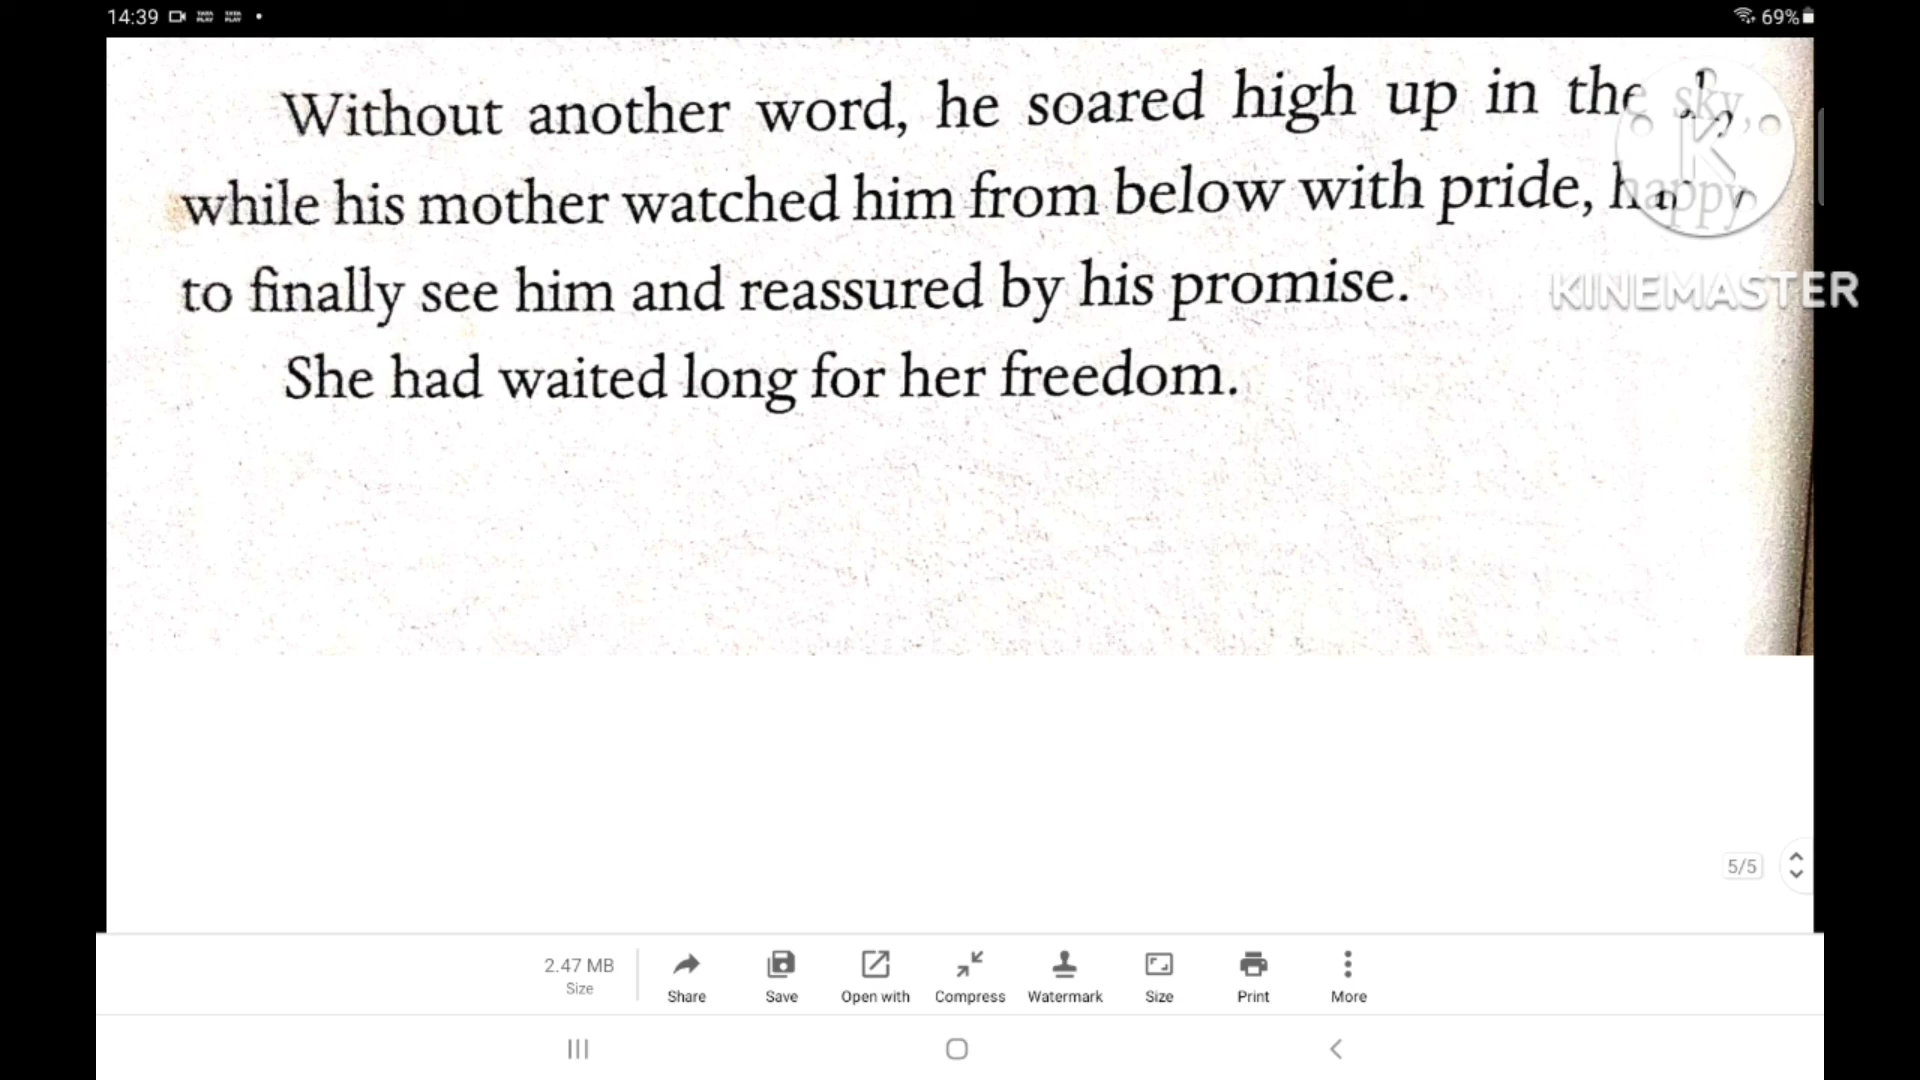 14:39
69%
Without another word, he soared high up in the sky,
while his mother watched him from below with pride, happy
to finally see him and reassured by his promise.
She had waited long for her freedom.
K
KINEMASTER
5/5
2.47 MB
Size
Share
Save
Open with
Compress
Watermark
Size
Print
More